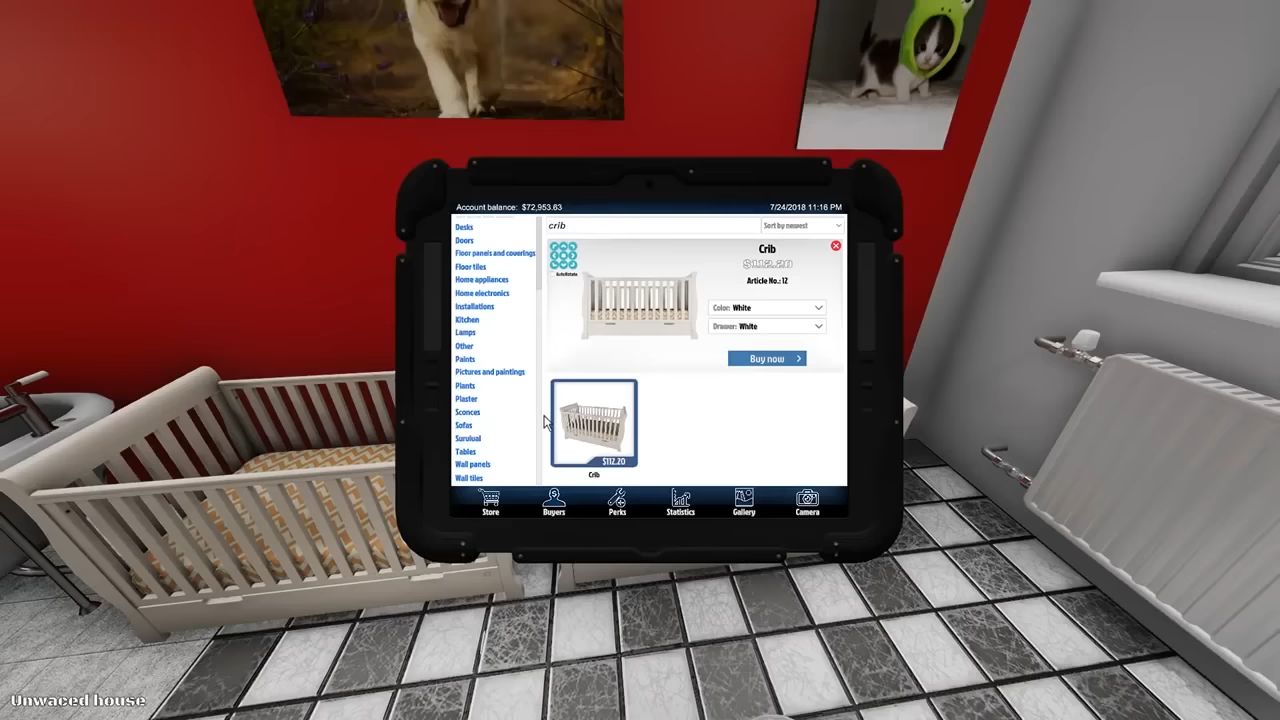 Account balance: $72,953.63
7/24/2018 11:16 PM
Desks
Doors
Floor panels and coverings
Floor tiles
Home appliances
Home electronics
Installations
Kitchen
Lamps
Other
Paints
Pictures and paintings
Plants
Plaster
Sconces
Sofas
Survival
Tables
Wall panels
Wall tiles
crib
Sort by newest
AutoRotate
Crib
$112.20
Article No.: 12
Color: White
Drawer: White
Buy now
$112.20
Crib
Store
Buyers
Perks
Statistics
Gallery
Camera
Unwaced house